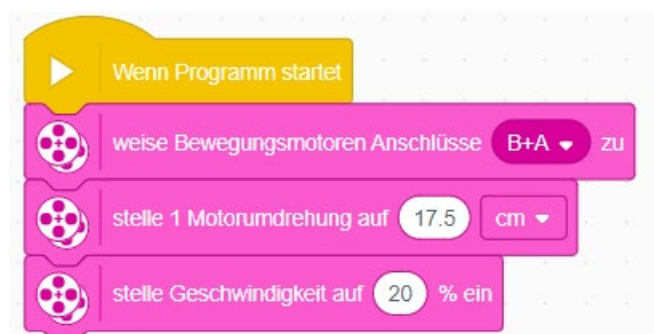 Wenn Programm startet
weise Bewegungsmotoren Anschlüsse B+A zu
stelle 1 Motorumdrehung auf 17.5 cm
stelle Geschwindigkeit auf 20 % ein